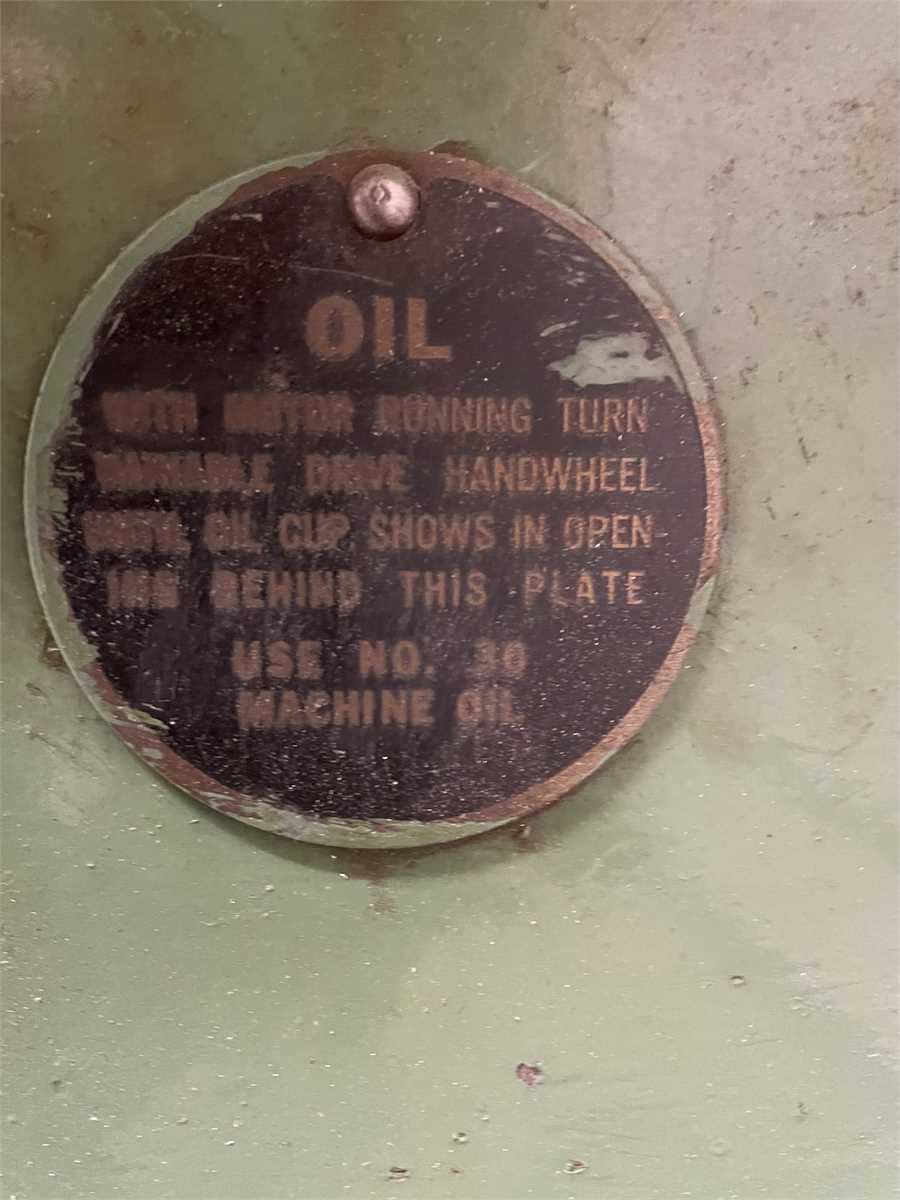 OIL
WITH MOTOR RUNNING TURN
VARIABLE DRIVE HANDWHEEL
UNTIL OIL CUP SHOWS IN OPEN-
ING BEHIND THIS PLATE
USE NO. 30
MACHINE OIL